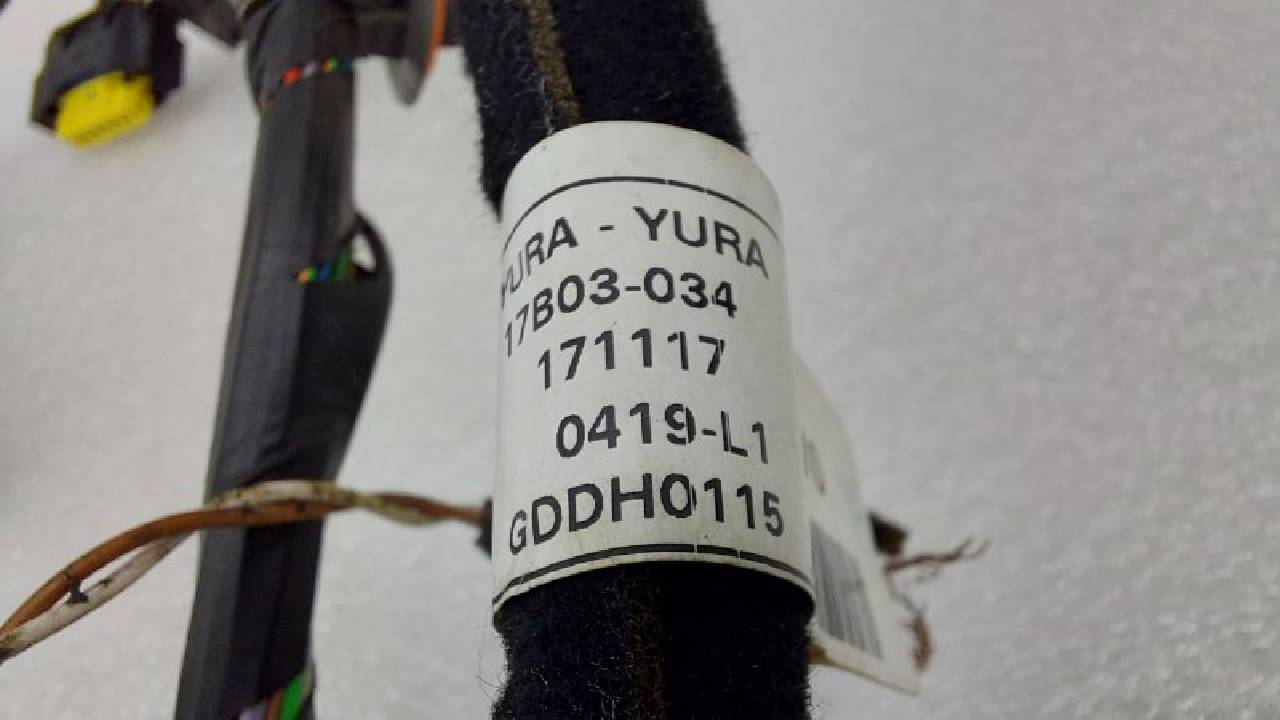 YURA - YURA
17B03-034
171117
0419-L1
GDDH0115